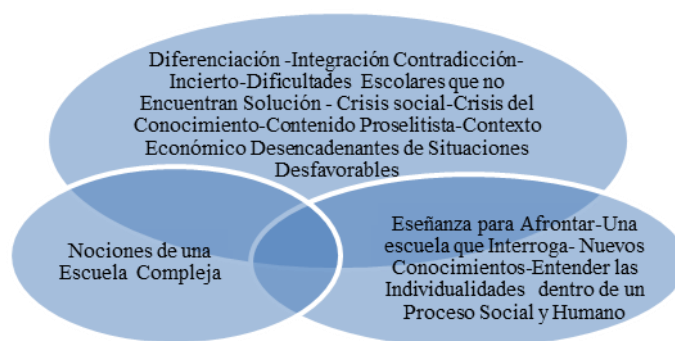 Diferenciación -Integración Contradicción-
Incierto-Dificultades Escolares que no
Encuentran Solución - Crisis social-Crisis del
Conocimiento-Contenido Proselitista-Contexto
Económico Desencadenantes de Situaciones
Desfavorables
Nociones de una
Escuela Compleja
Eseñanza para Afrontar-Una
escuela que Interroga- Nuevos
Conocimientos-Entender las
Individualidades dentro de un
Proceso Social y Humano